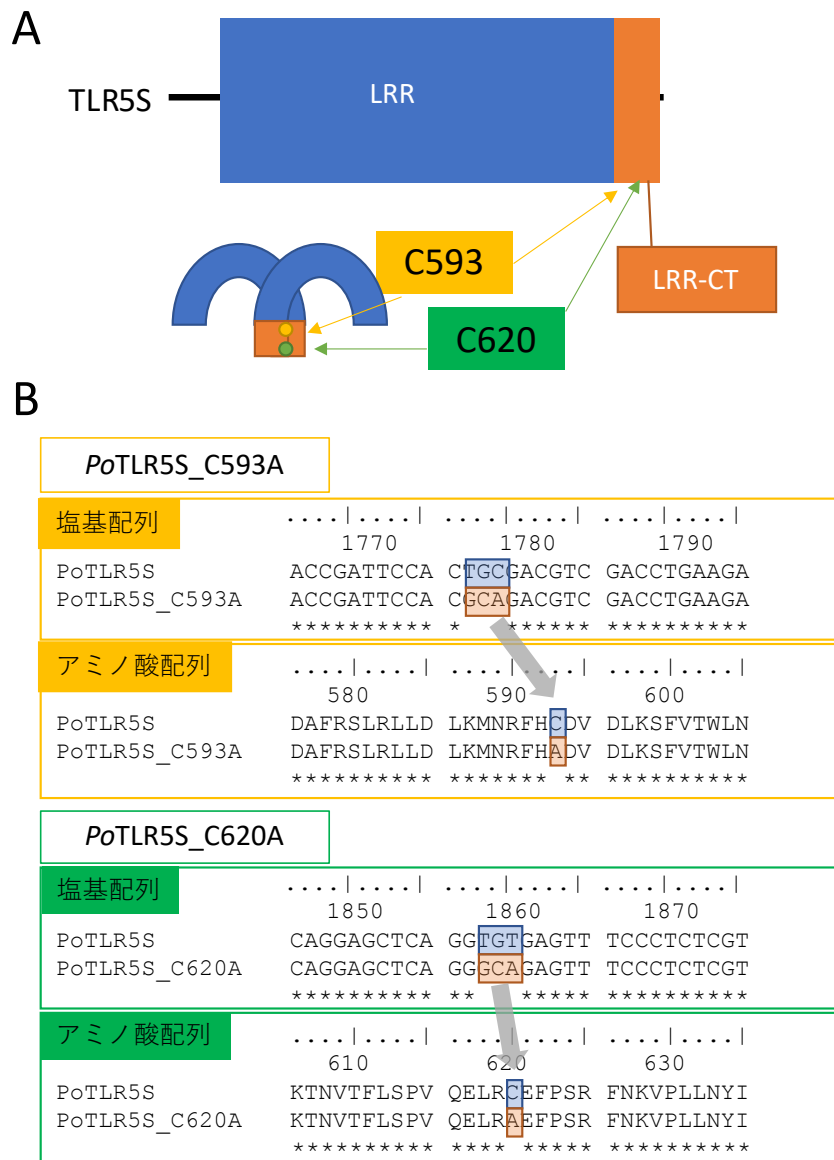 A
TLR5S
LRR
C593
LRR-CT
C620
B
PoTLR5S_C593A
塩基配列
....|....| ....|....| ....|....|
1770 1780 1790
PoTLR5S ACCGATTCCA CTGCGACGTC GACCTGAAGA
PoTLR5S_C593A ACCGATTCCA CGCAGACGTC GACCTGAAGA
********** * ****** **********
アミノ酸配列
....|....| ....|....| ....|....|
580 590 600
PoTLR5S DAFRSLRLLD LKMNRFHCDV DLKSFVTWLN
PoTLR5S_C593A DAFRSLRLLD LKMNRFHADV DLKSFVTWLN
********** ******* ** **********
PoTLR5S_C620A
塩基配列
....|....| ....|....| ....|....|
1850 1860 1870
PoTLR5S CAGGAGCTCA GGTGTGAGTT TCCCTCTCGT
PoTLR5S_C620A CAGGAGCTCA GGGCAGAGTT TCCCTCTCGT
********** ** ***** **********
アミノ酸配列
....|....| ....|....| ....|....|
610 620 630
PoTLR5S KTNVTFLSPV QELRCEFPSR FNKVPLLNYI
PoTLR5S_C620A KTNVTFLSPV QELRAEFPSR FNKVPLLNYI
********** **** ***** **********